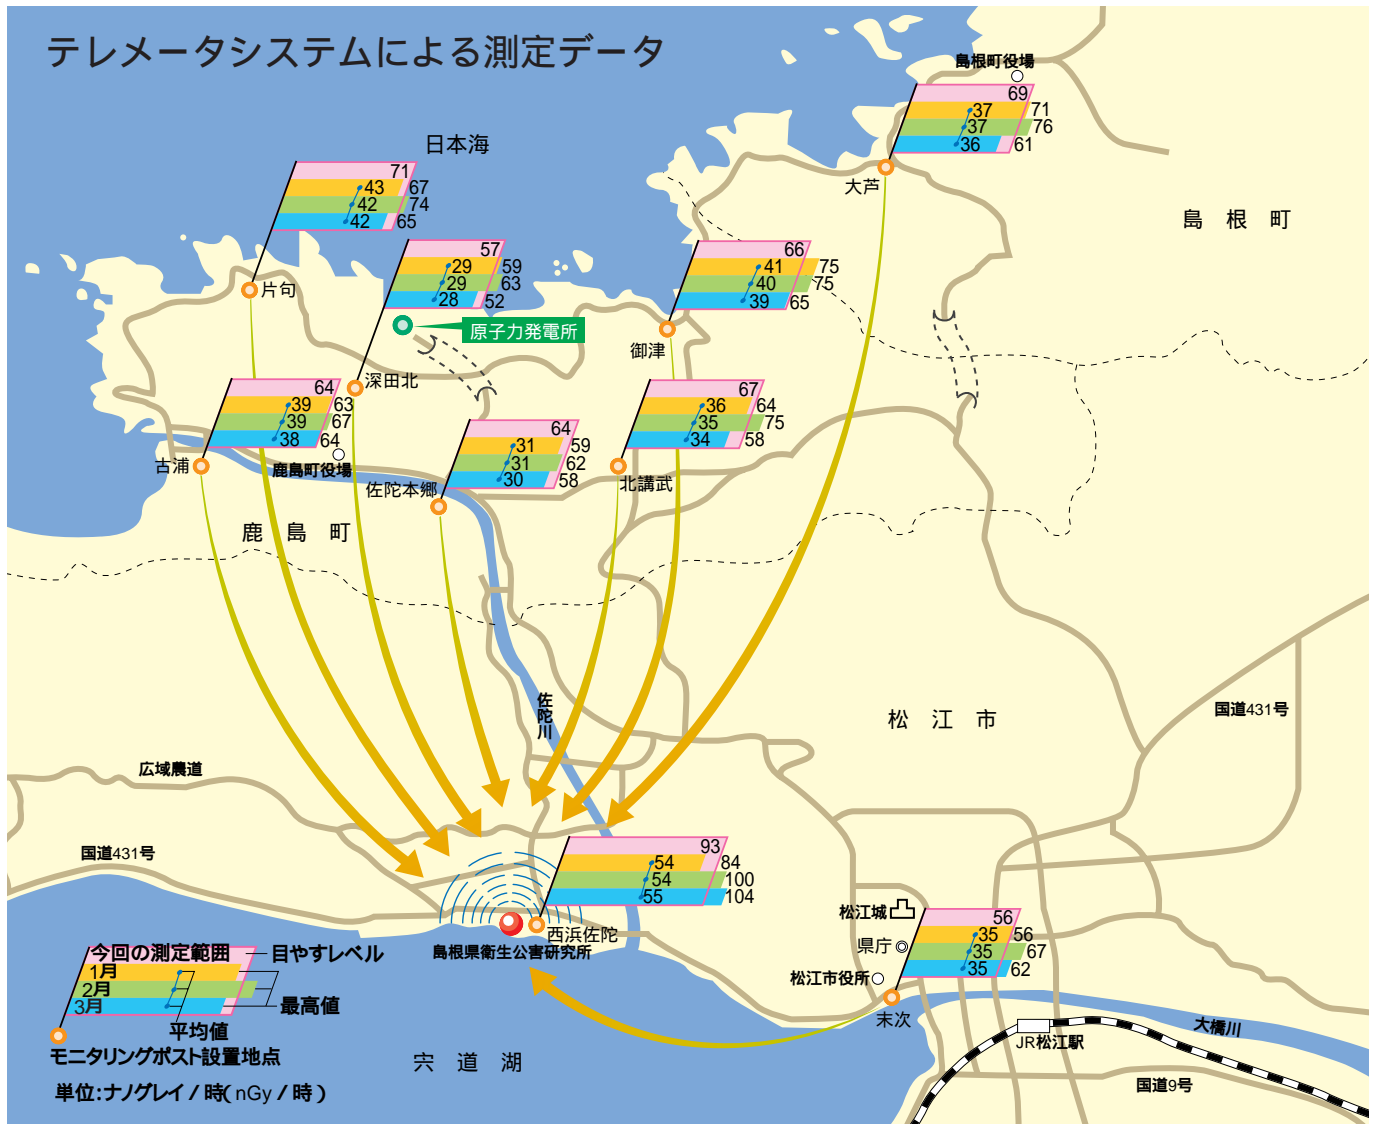 テレメータシステムによる測定データ
島根町役場
69
37 71
37 76
36 61
大芦
日本海
71
43 67
42 74
42 65
片句
島根町
57
29 59
29 63
28 52
原子力発電所
深田北
66
41 75
40 75
39 65
御津
64
39 63
39 67
38 64
古浦
鹿島町役場
67
36 64
35 75
34 58
北講武
64
31 59
31 62
30 58
佐陀本郷
鹿島町
佐陀川
松江市
国道431号
広域農道
国道431号
93
54 84
54 100
55 104
西浜佐陀
島根県衛生公害研究所
松江城
県庁
松江市役所
56
35 56
35 67
35 62
末次
大橋川
JR松江駅
国道9号
宍道湖
今回の測定範囲
目やすレベル
1月
2月
3月
最高値
平均値
モニタリングポスト設置地点
単位:ナノグレイ/時(nGy/時)